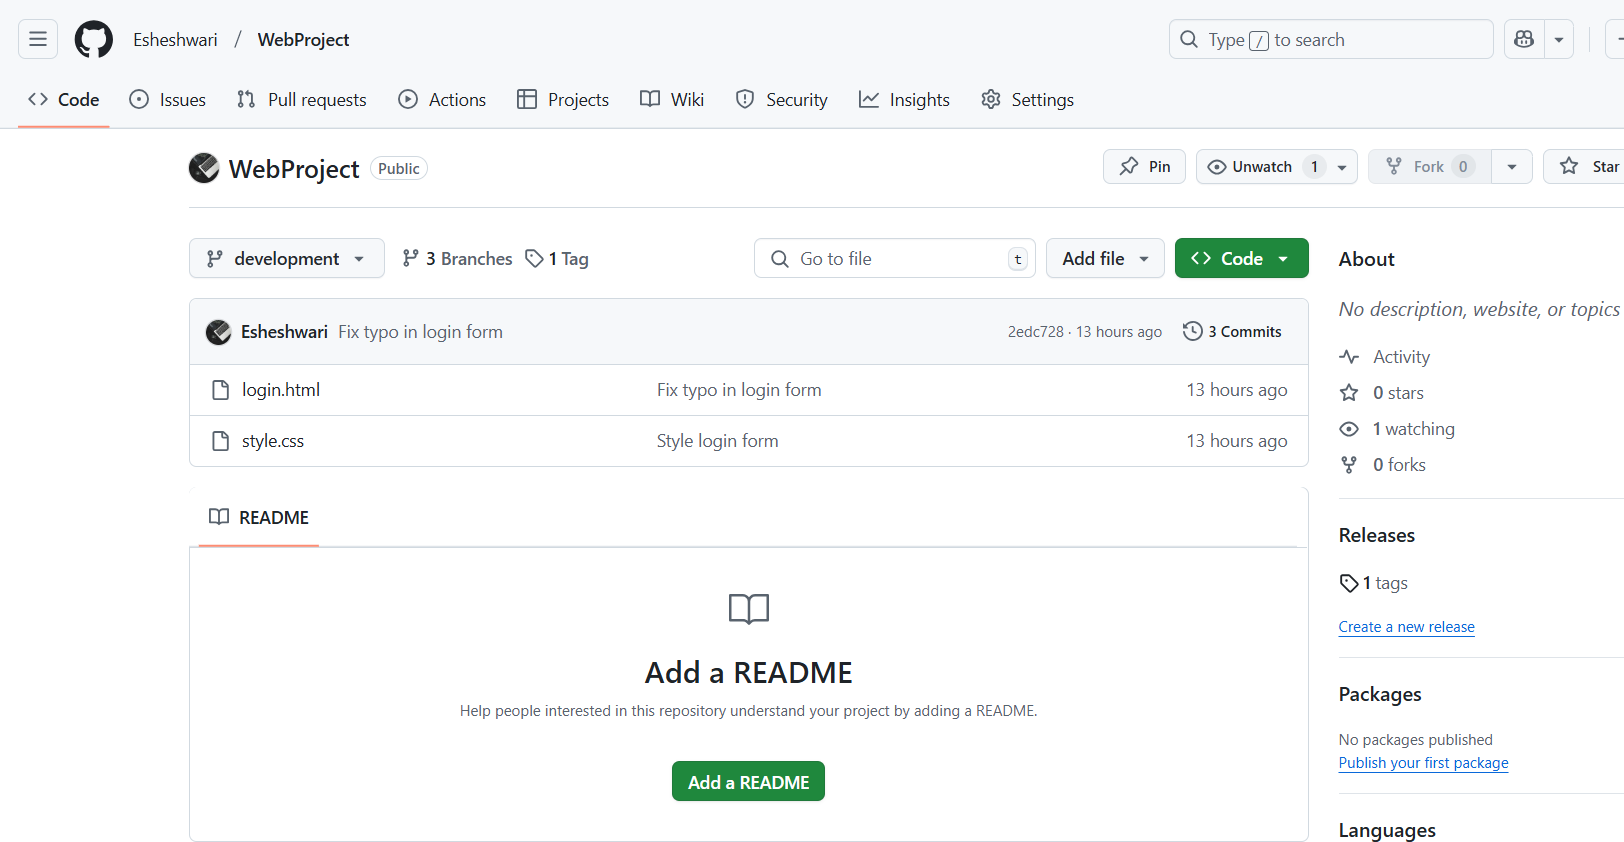 Esheshwari / WebProject
Type / to search
Code Issues Pull requests Actions Projects Wiki Security Insights Settings
WebProject Public
Pin Unwatch 1 Fork 0 Star
development 3 Branches 1 Tag
Go to file t Add file Code
Esheshwari Fix typo in login form 2edc728 · 13 hours ago 3 Commits
login.html Fix typo in login form 13 hours ago
style.css Style login form 13 hours ago
README
Add a README
Help people interested in this repository understand your project by adding a README.
Add a README
About
No description, website, or topics
Activity
0 stars
1 watching
0 forks
Releases
1 tags
Create a new release
Packages
No packages published
Publish your first package
Languages